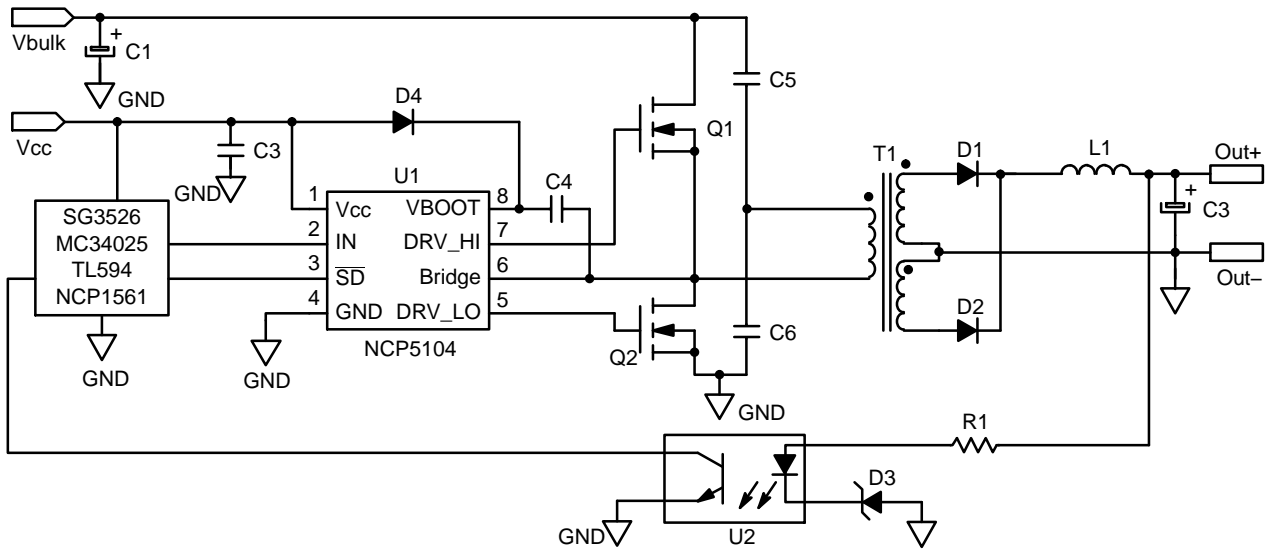 Vbulk
+
C1
GND
C5
D4
Vcc
C3
Q1
GND
U1
C4
T1
D1
L1
Out+
+
C3
SG3526
MC34025
TL594
NCP1561
1
Vcc
VBOOT
8
2
IN
DRV_HI
7
3
SD
Bridge
6
4
GND
DRV_LO
5
NCP5104
GND
GND
Q2
C6
D2
Out–
GND
R1
D3
GND
U2